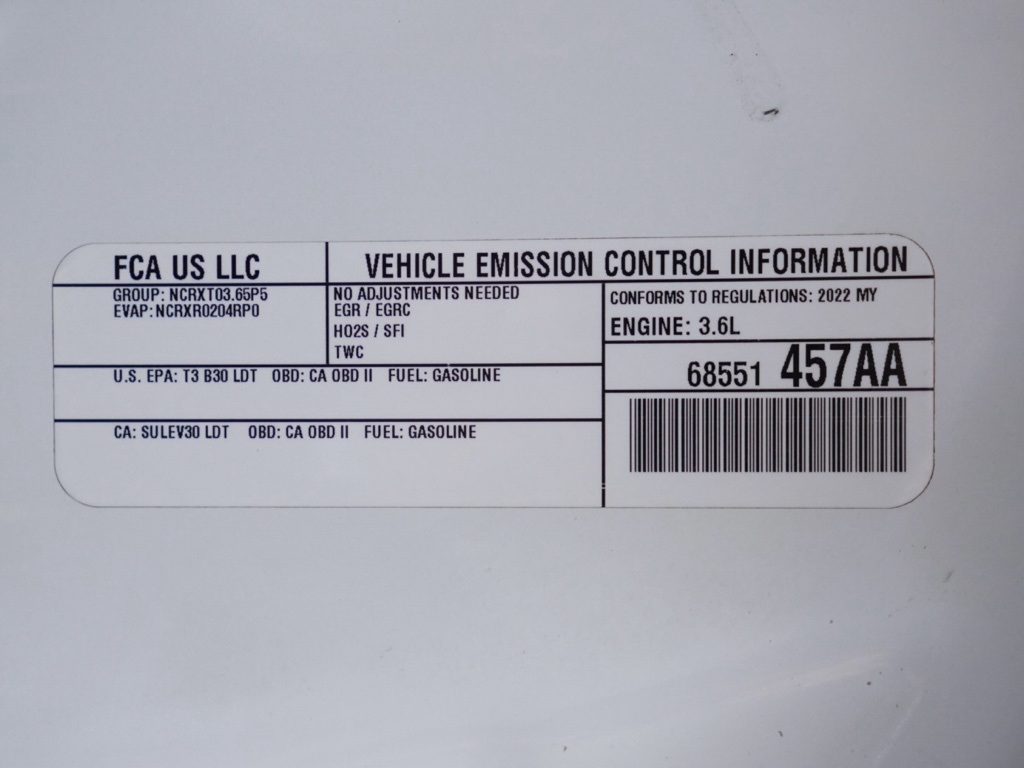 FCA US LLC
VEHICLE EMISSION CONTROL INFORMATION
GROUP: NCRXT03.65P5
EVAP: NCRXR0204RP0
NO ADJUSTMENTS NEEDED
EGR / EGRC
HO2S / SFI
TWC
CONFORMS TO REGULATIONS: 2022 MY
ENGINE: 3.6L
68551 457AA
U.S. EPA: T3 B30 LDT OBD: CA OBD II FUEL: GASOLINE
CA: SULEV30 LDT OBD: CA OBD II FUEL: GASOLINE